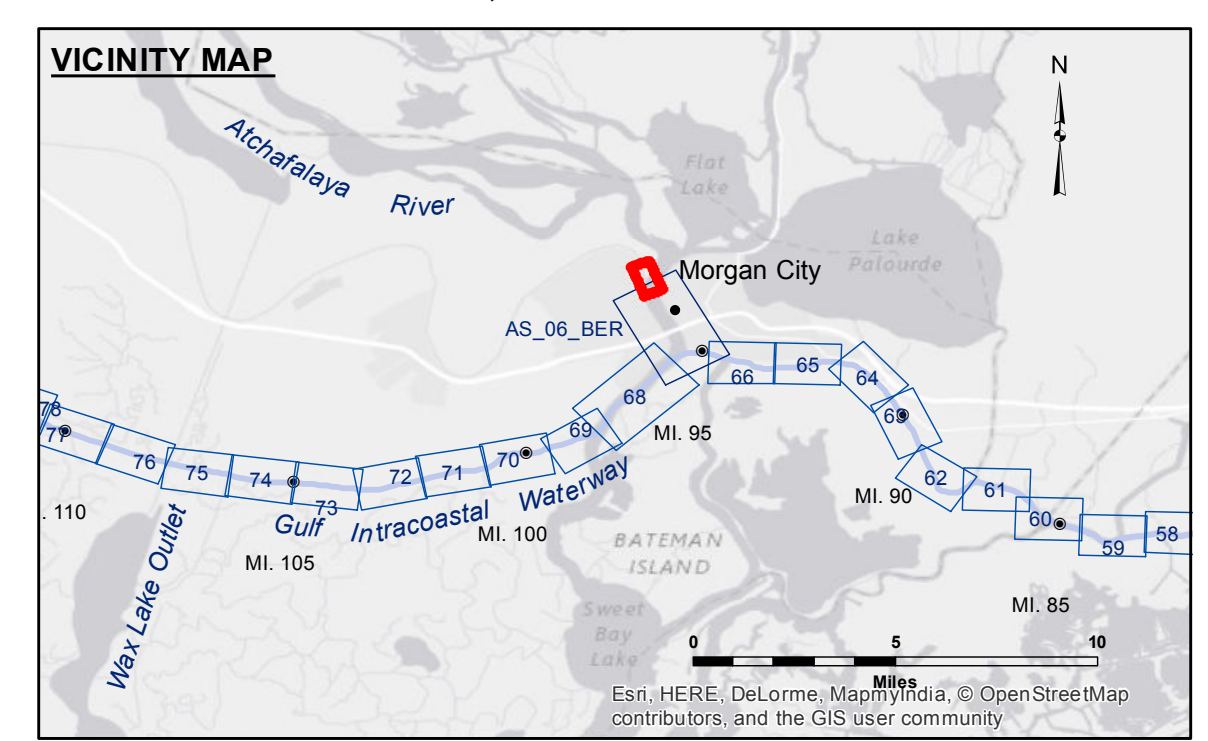 VICINITY MAP
N
Atchafalaya
River
Flat
Lake
Lake
Palourde
Morgan City
AS_06_BER
66
65
64
63
62
61
60
59
58
68
69
70
71
72
73
74
75
76
77
78
MI. 95
MI. 90
MI. 85
MI. 100
MI. 105
. 110
Gulf Intracoastal Waterway
Wax Lake Outlet
BATEMAN
ISLAND
Sweet
Bay
Lake
0 5 10
Miles
Esri, HERE, DeLorme, MapmyIndia, © OpenStreetMap
contributors, and the GIS user community